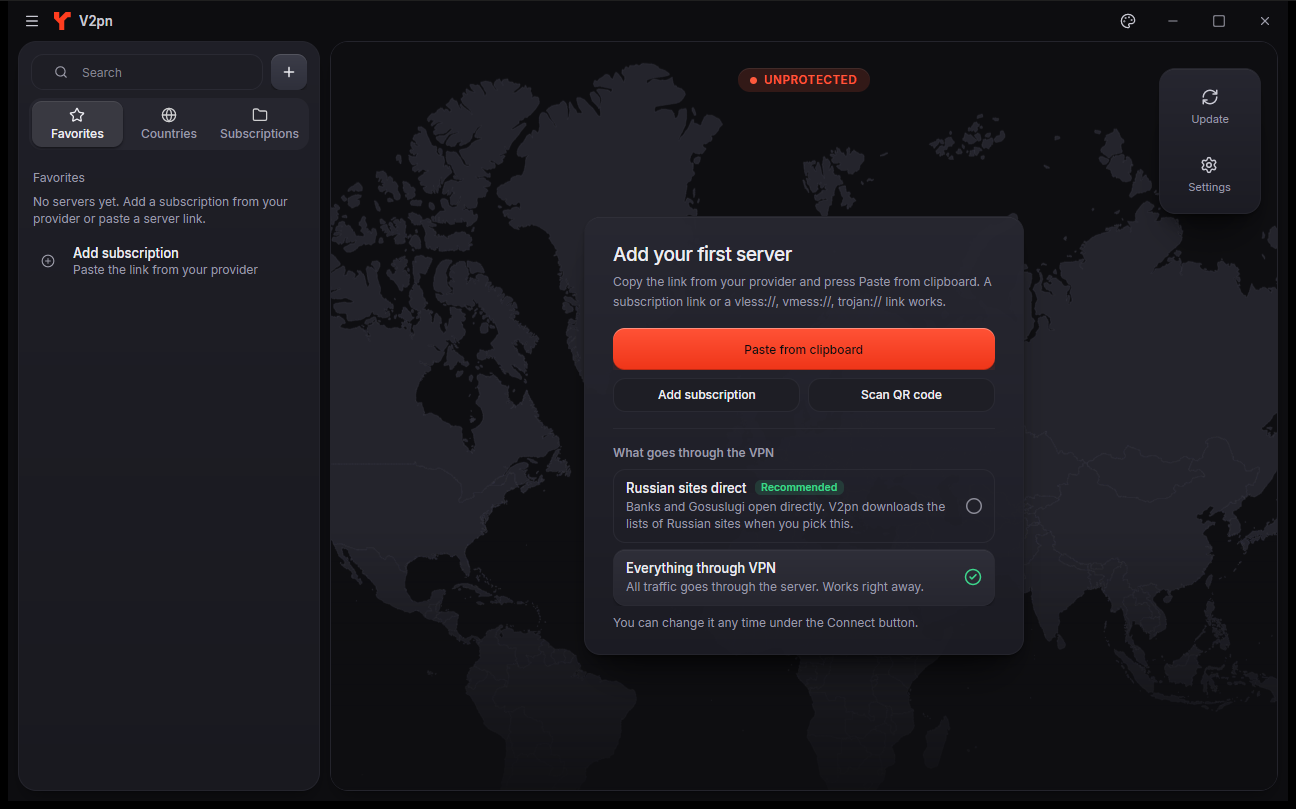 V2pn
Search
Favorites
Countries
Subscriptions
Favorites
No servers yet. Add a subscription from your
provider or paste a server link.
Add subscription
Paste the link from your provider
UNPROTECTED
Update
Settings
Add your first server
Copy the link from your provider and press Paste from clipboard. A
subscription link or a vless://, vmess://, trojan:// link works.
Paste from clipboard
Add subscription
Scan QR code
What goes through the VPN
Russian sites direct Recommended
Banks and Gosuslugi open directly. V2pn downloads the
lists of Russian sites when you pick this.
Everything through VPN
All traffic goes through the server. Works right away.
You can change it any time under the Connect button.